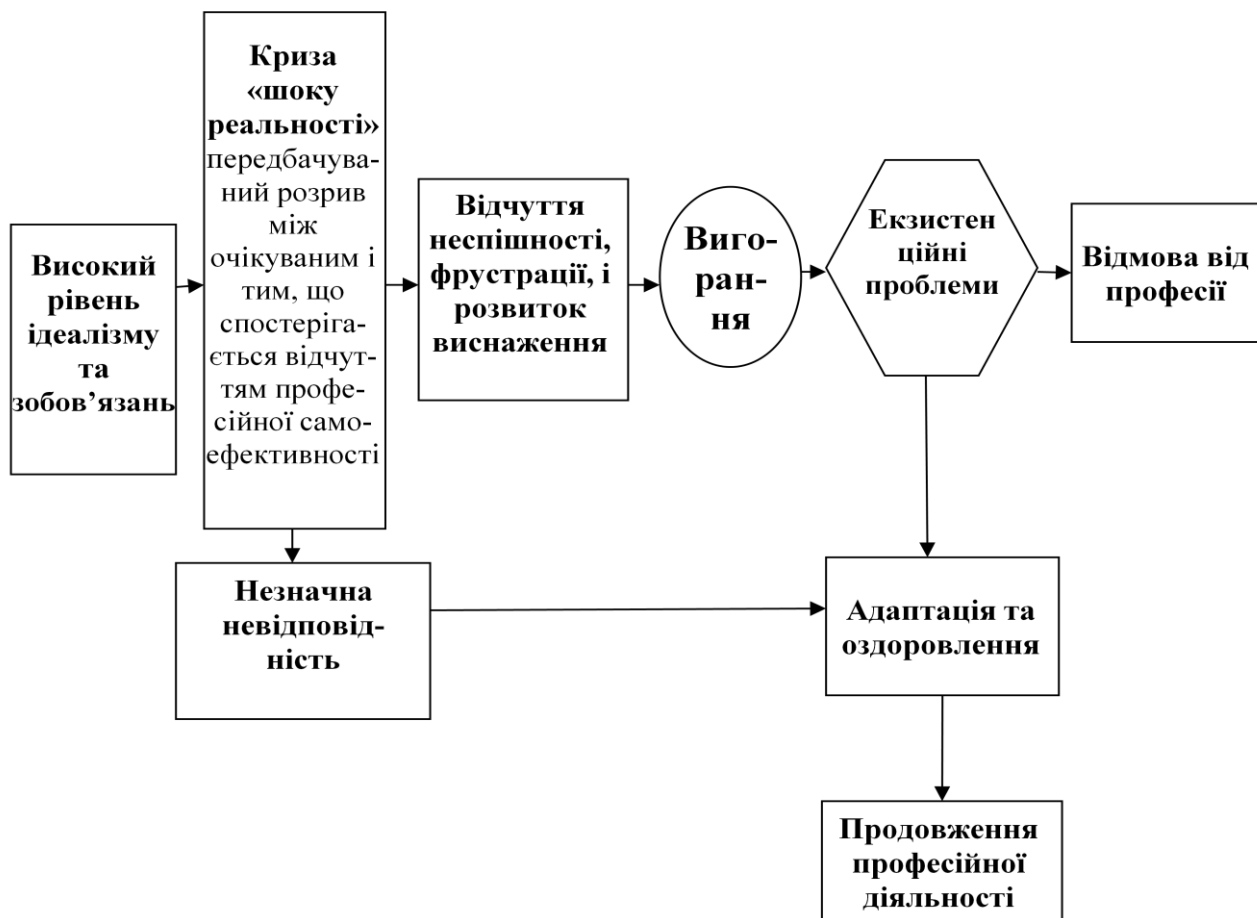 Високий
рівень
ідеалізму
та
зобов’язань
Криза
«шоку
реальності»
передбачува-
ний розрив
між
очікуваним і
тим, що
спостеріга-
ється відчут-
тям профе-
сійної само-
ефективності
Відчуття
неспішності,
фрустрації, і
розвиток
виснаження
Виго-
ран-
ня
Екзистен
ційні
проблеми
Відмова від
професії
Незначна
невідповід-
ність
Адаптація та
оздоровлення
Продовження
професійної
діяльності